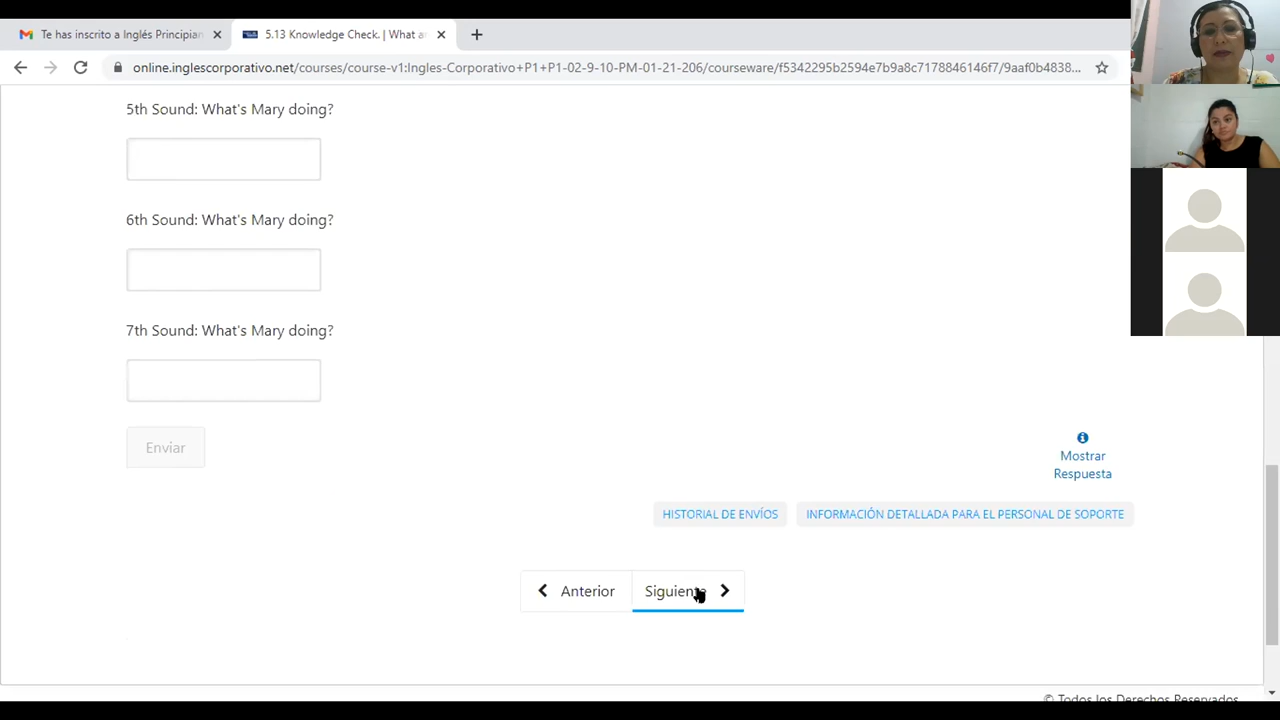 Te has inscrito a Inglés Principian
5.13 Knowledge Check. | What a
online.inglescorporativo.net/courses/course-v1:Ingles-Corporativo+P1+P1-02-9-10-PM-01-21-206/courseware/f5342295b2594e7b9a8c7178846146f7/9aaf0b4838...
5th Sound: What's Mary doing?
6th Sound: What's Mary doing?
7th Sound: What's Mary doing?
Enviar
Mostrar
Respuesta
HISTORIAL DE ENVÍOS
INFORMACIÓN DETALLADA PARA EL PERSONAL DE SOPORTE
Anterior
Siguiente
© Todos los Derechos Reservados